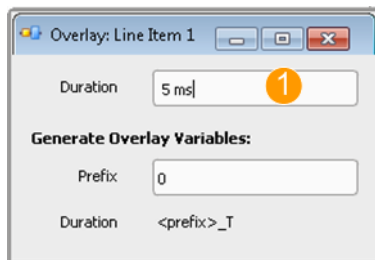 Overlay: Line Item 1
Duration 5 ms 1
Generate Overlay Variables:
Prefix 0
Duration <prefix>_T